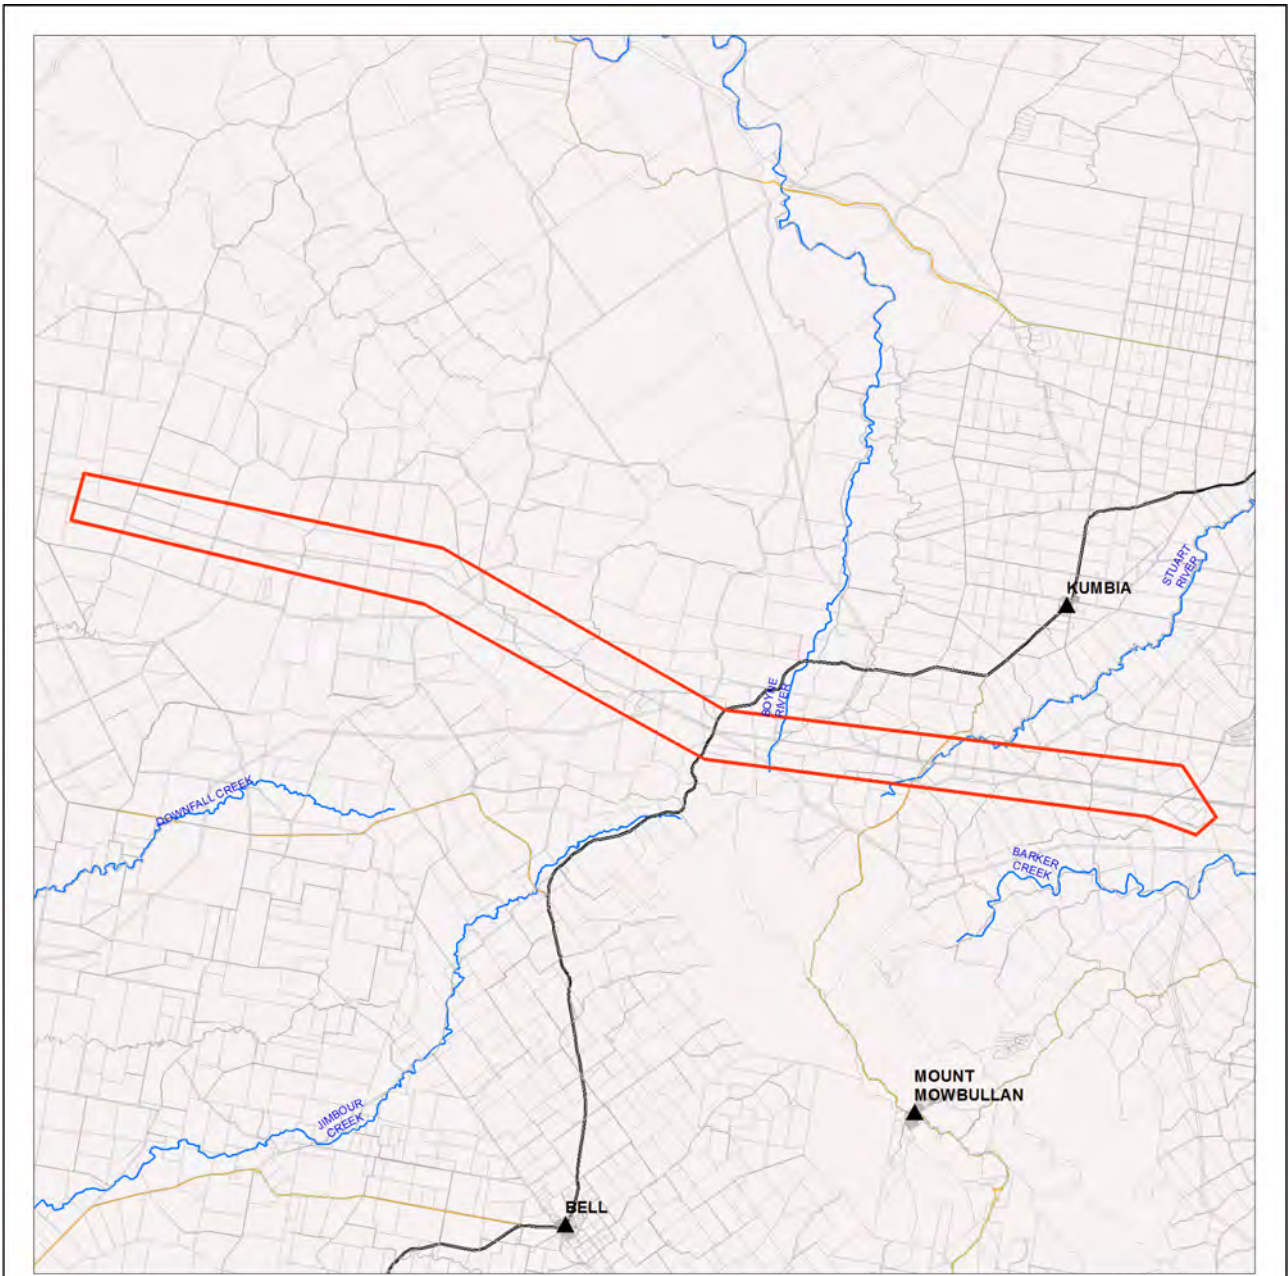 STUART
RIVER
KUMBIA
BOYNE
RIVER
DOWNFALL CREEK
BARKER
CREEK
MOUNT
MOWBULLAN
JIMBOUR
CREEK
BELL